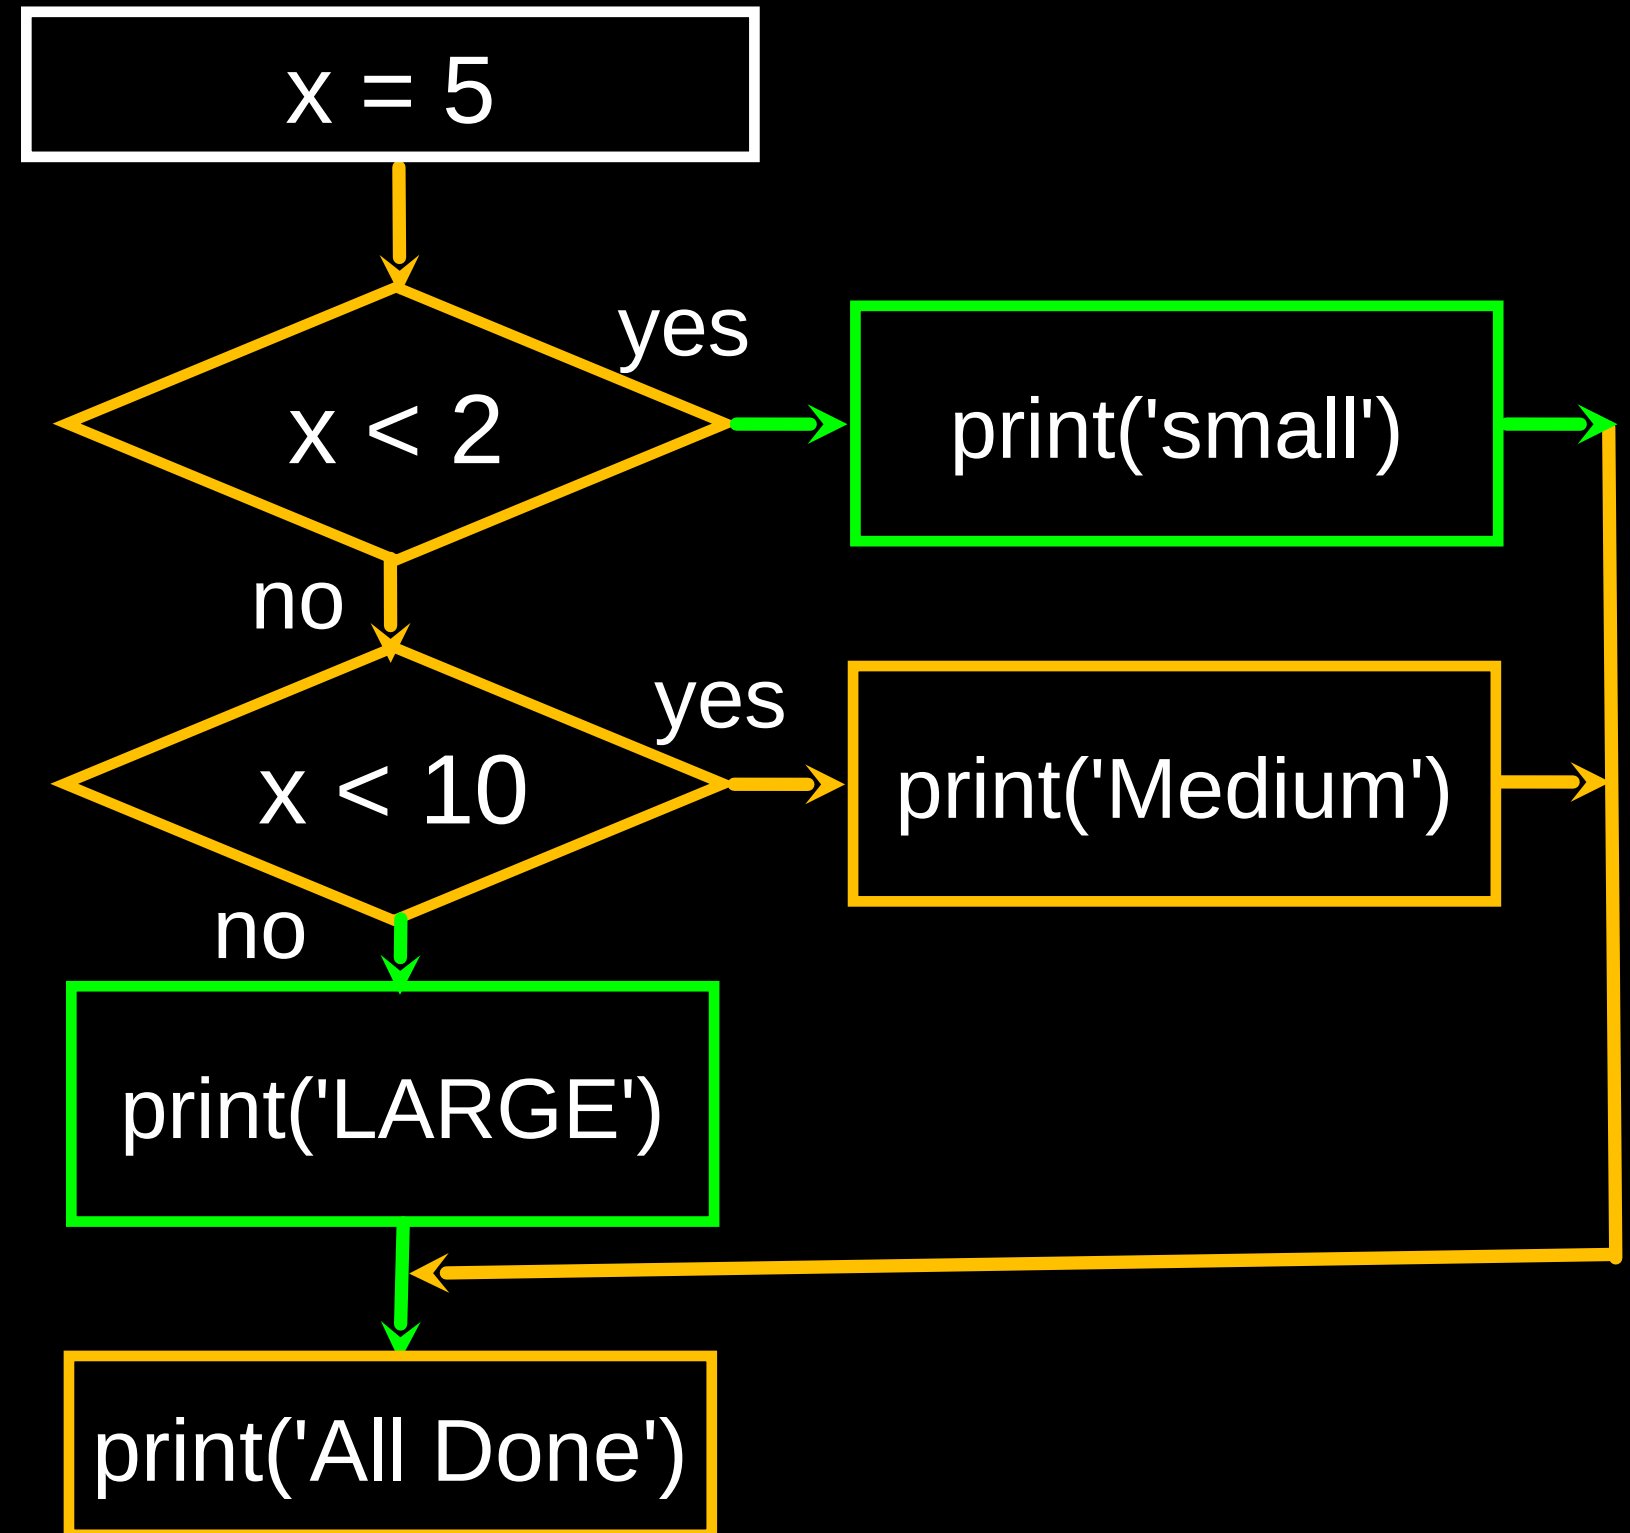 x = 5
yes
x < 2
print('small')
no
yes
x < 10
print('Medium')
no
print('LARGE')
print('All Done')